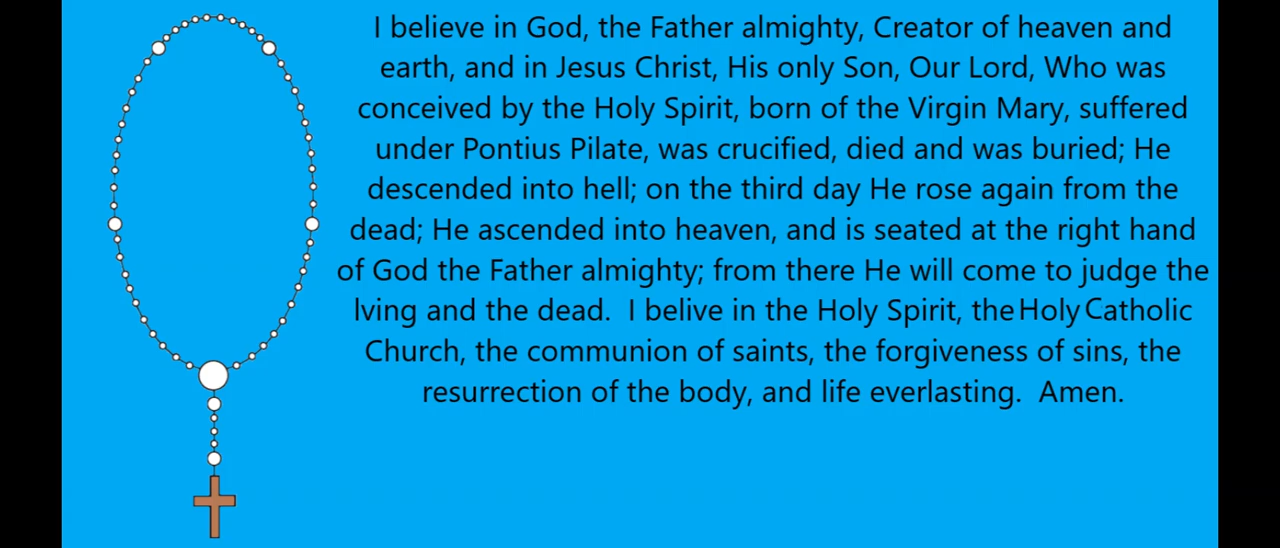 I believe in God, the Father almighty, Creator of heaven and
earth, and in Jesus Christ, His only Son, Our Lord, Who was
conceived by the Holy Spirit, born of the Virgin Mary, suffered
under Pontius Pilate, was crucified, died and was buried; He
descended into hell; on the third day He rose again from the
dead; He ascended into heaven, and is seated at the right hand
of God the Father almighty; from there He will come to judge the
lving and the dead.  I belive in the Holy Spirit, the Holy Catholic
Church, the communion of saints, the forgiveness of sins, the
resurrection of the body, and life everlasting.  Amen.